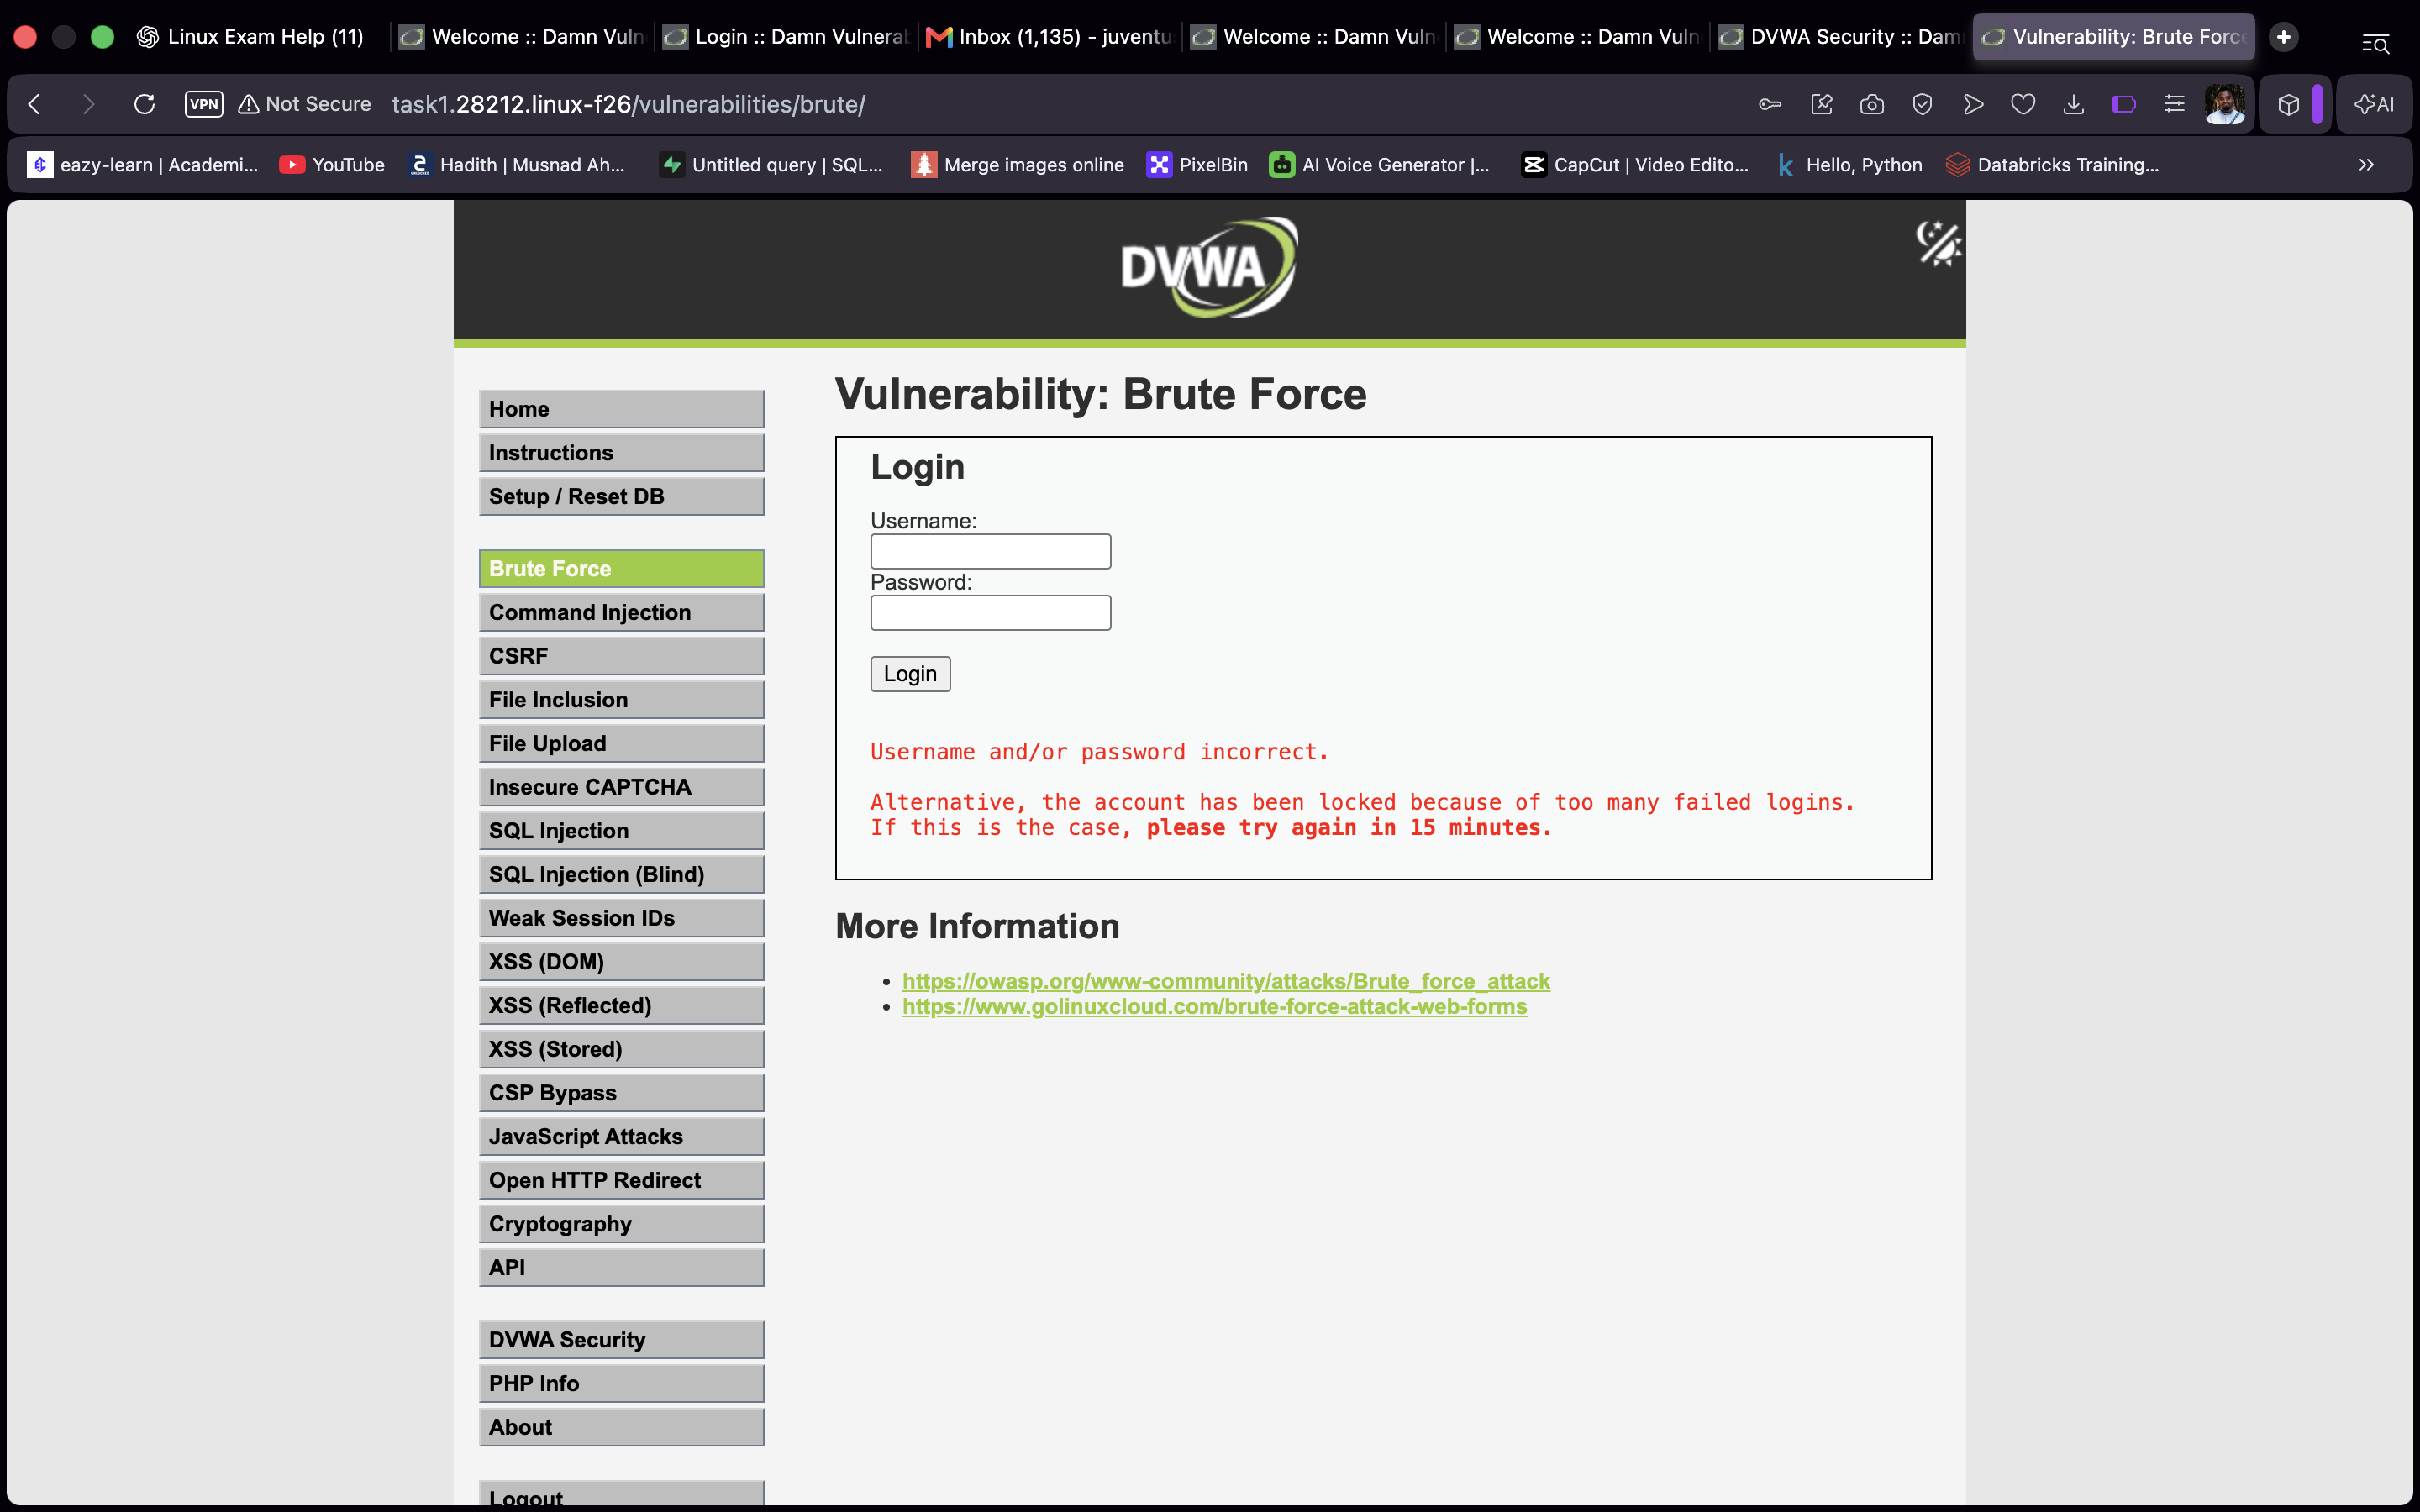 Linux Exam Help (11)
Welcome :: Damn Vuln
Login :: Damn Vulnerab
Inbox (1,135) - juventu
Welcome :: Damn Vuln
Welcome :: Damn Vuln
DVWA Security :: Dam
Vulnerability: Brute Force
VPN
Not Secure
task1.28212.linux-f26/vulnerabilities/brute/
AI
eazy-learn | Academi...
YouTube
Hadith | Musnad Ah...
Untitled query | SQL...
Merge images online
PixelBin
AI Voice Generator |...
CapCut | Video Edito...
Hello, Python
Databricks Training...
DVWA
Home
Instructions
Setup / Reset DB
Brute Force
Command Injection
CSRF
File Inclusion
File Upload
Insecure CAPTCHA
SQL Injection
SQL Injection (Blind)
Weak Session IDs
XSS (DOM)
XSS (Reflected)
XSS (Stored)
CSP Bypass
JavaScript Attacks
Open HTTP Redirect
Cryptography
API
DVWA Security
PHP Info
About
Logout
Vulnerability: Brute Force
Login
Username:
Password:
Login
Username and/or password incorrect.
Alternative, the account has been locked because of too many failed logins.
If this is the case, please try again in 15 minutes.
More Information
https://owasp.org/www-community/attacks/Brute_force_attack
https://www.golinuxcloud.com/brute-force-attack-web-forms